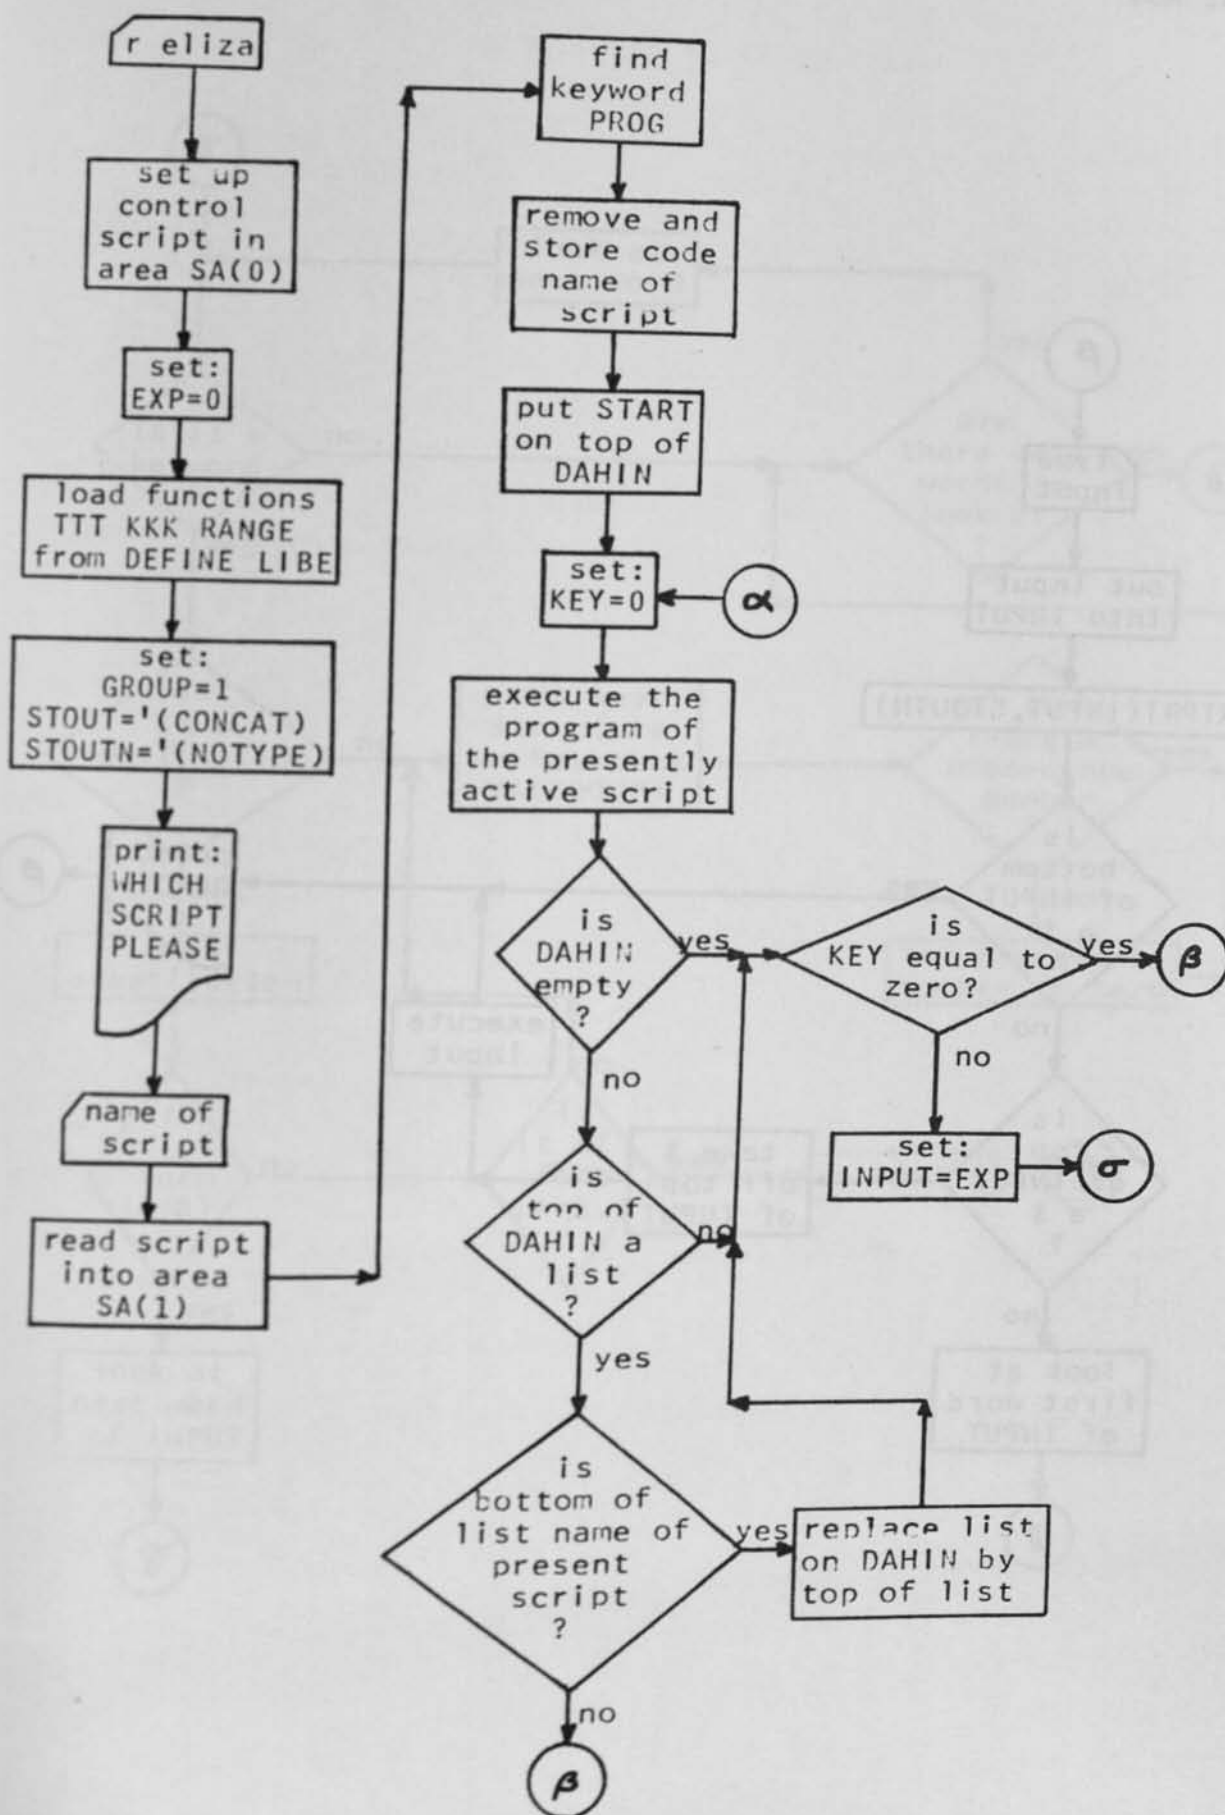 r eliza
set up
control
script in
area SA(0)
set:
EXP=0
load functions
TTT KKK RANGE
from DEFINE LIBE
set:
GROUP=1
STOUT='(CONCAT)
STOUTN='(NOTYPE)
print:
WHICH
SCRIPT
PLEASE
name of
script
read script
into area
SA(1)
find
keyword
PROG
remove and
store code
name of
script
put START
on top of
DAHIN
set:
KEY=0
α
execute the
program of
the presently
active script
is
DAHIN
empty
?
yes
no
is
KEY equal to
zero?
yes
β
no
set:
INPUT=EXP
σ
is
top of
DAHIN a
list
?
no
yes
is
bottom of
list name of
present
script
?
yes
replace list
on DAHIN by
top of list
no
β